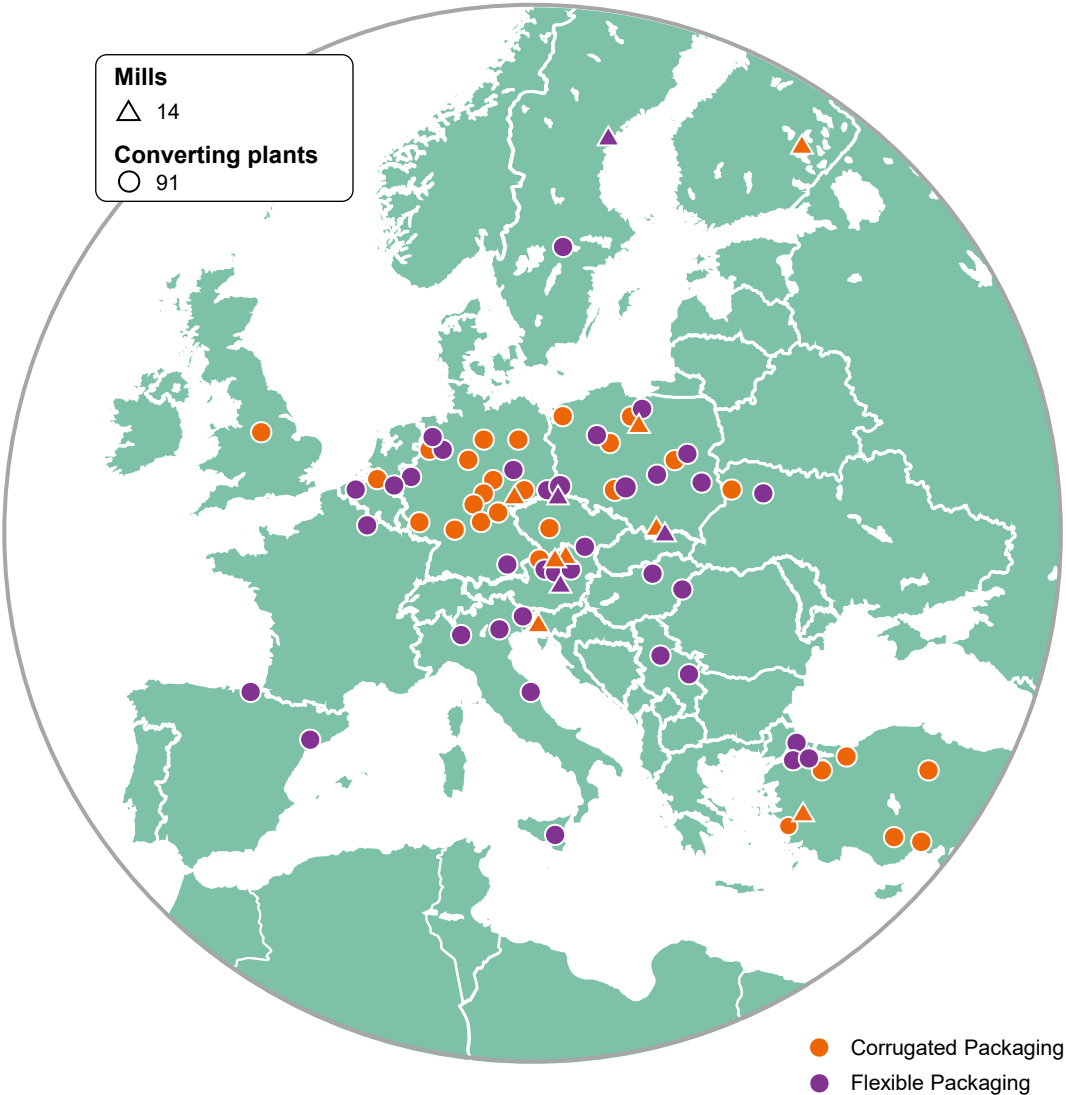 Mills
14
Converting plants
91
Corrugated Packaging
Flexible Packaging